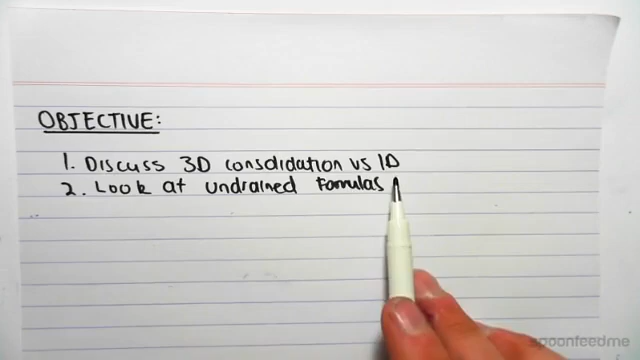 OBJECTIVE:
1. Discuss 3D consolidation vs 1D
2. Look at undrained formulas
spoonfeedme